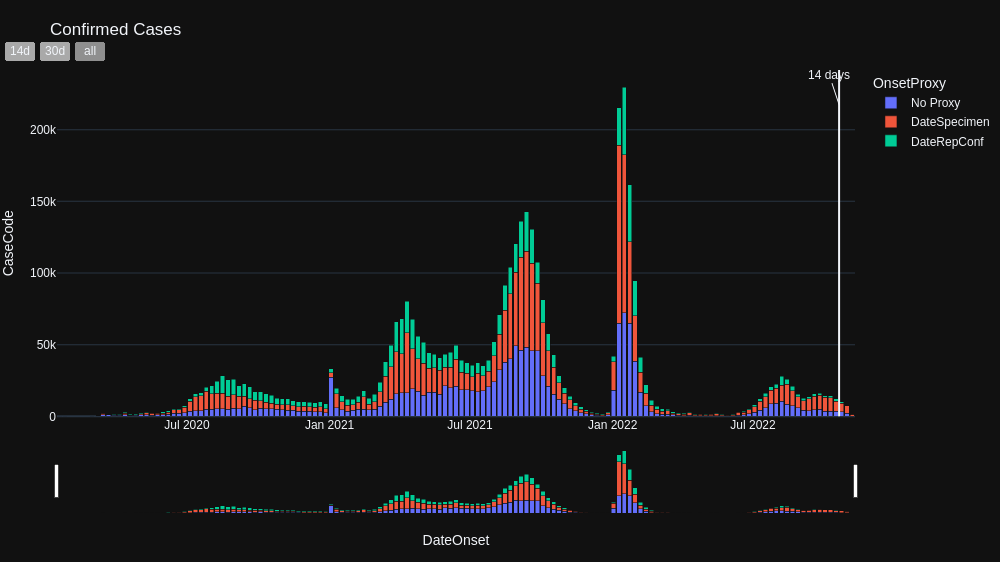 Confirmed Cases
14d 30d all
14 days
OnsetProxy
No Proxy
DateSpecimen
DateRepConf
CaseCode
200k
150k
100k
50k
0
Jul 2020 Jan 2021 Jul 2021 Jan 2022 Jul 2022
DateOnset